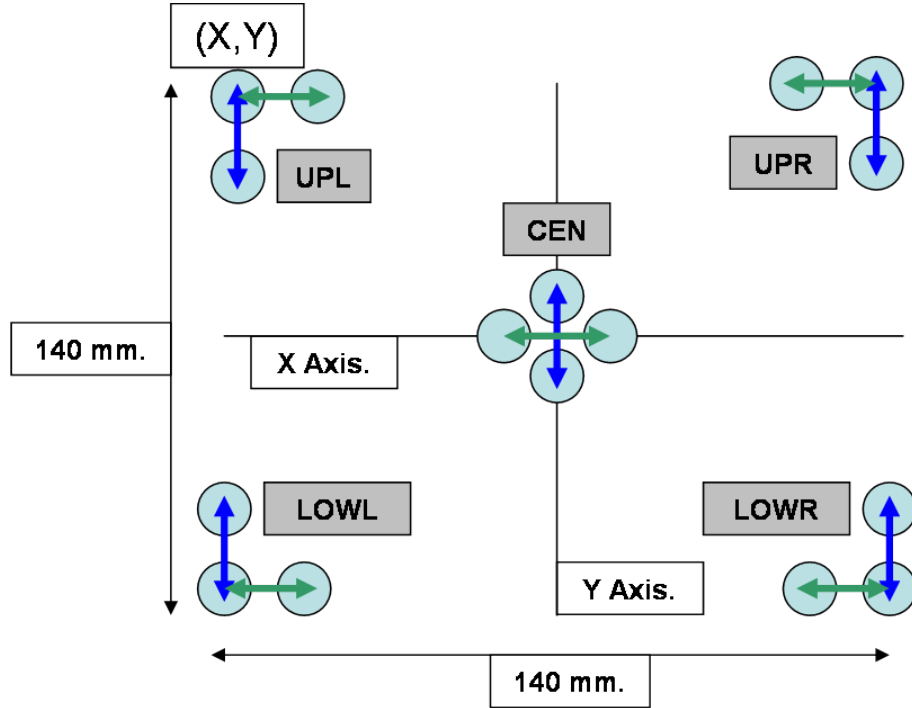 (X,Y)
UPL
UPR
CEN
140 mm.
X Axis.
LOWL
LOWR
Y Axis.
140 mm.